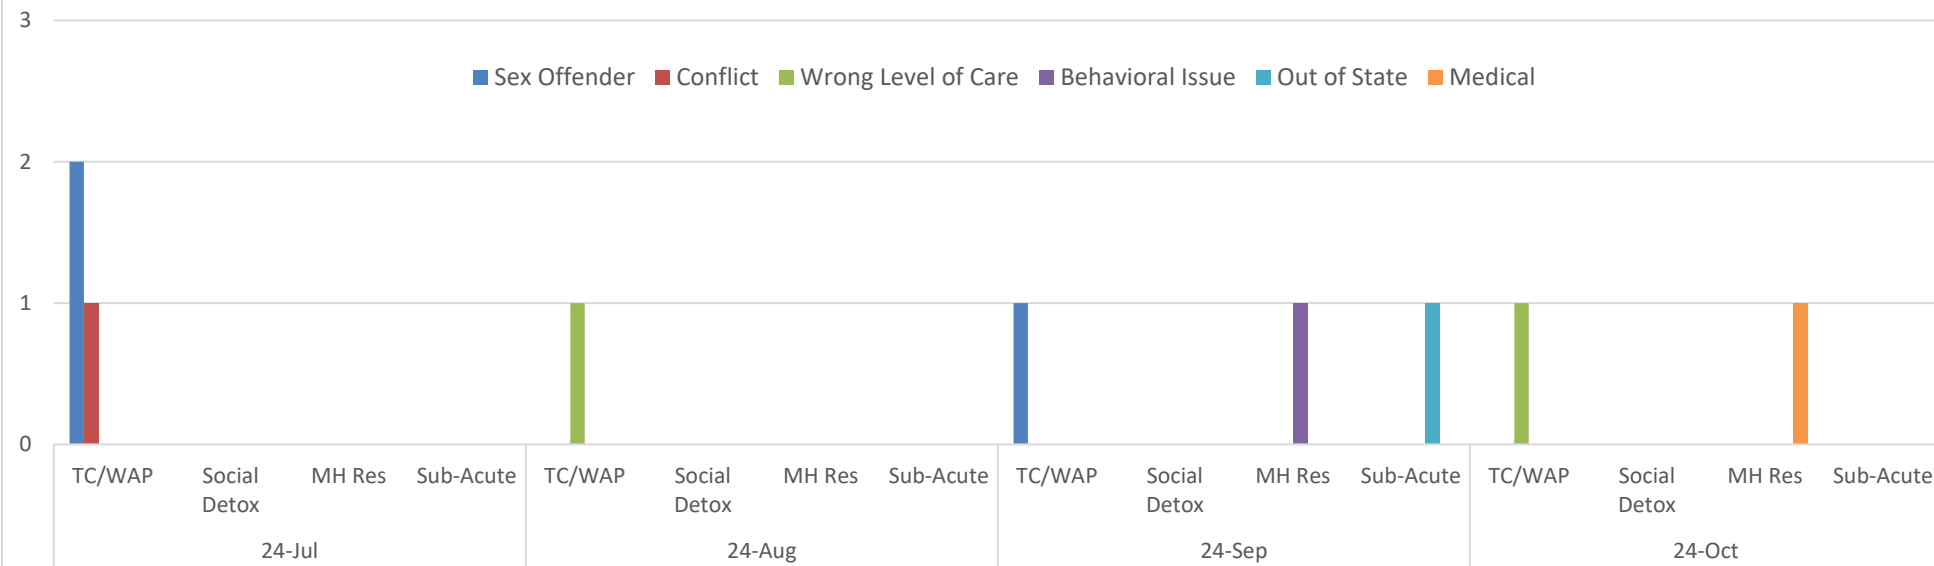 3
Sex Offender Conflict Wrong Level of Care Behavioral Issue Out of State Medical
2
1
0
TC/WAP Social Detox MH Res Sub-Acute TC/WAP Social Detox MH Res Sub-Acute TC/WAP Social Detox MH Res Sub-Acute TC/WAP Social Detox MH Res Sub-Acute
24-Jul 24-Aug 24-Sep 24-Oct